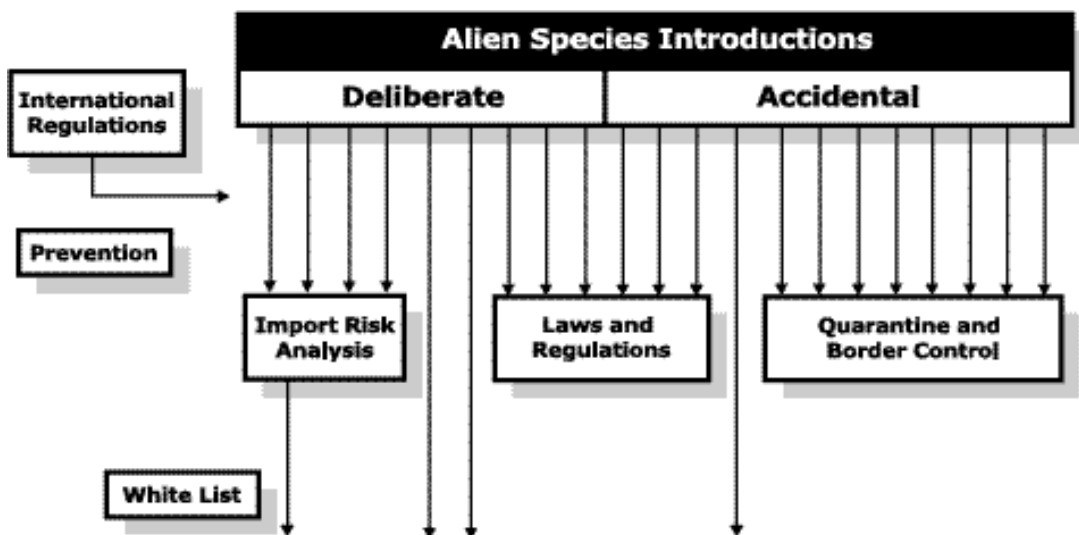 Alien Species Introductions
Deliberate
Accidental
International
Regulations
Prevention
Import Risk
Analysis
Laws and
Regulations
Quarantine and
Border Control
White List